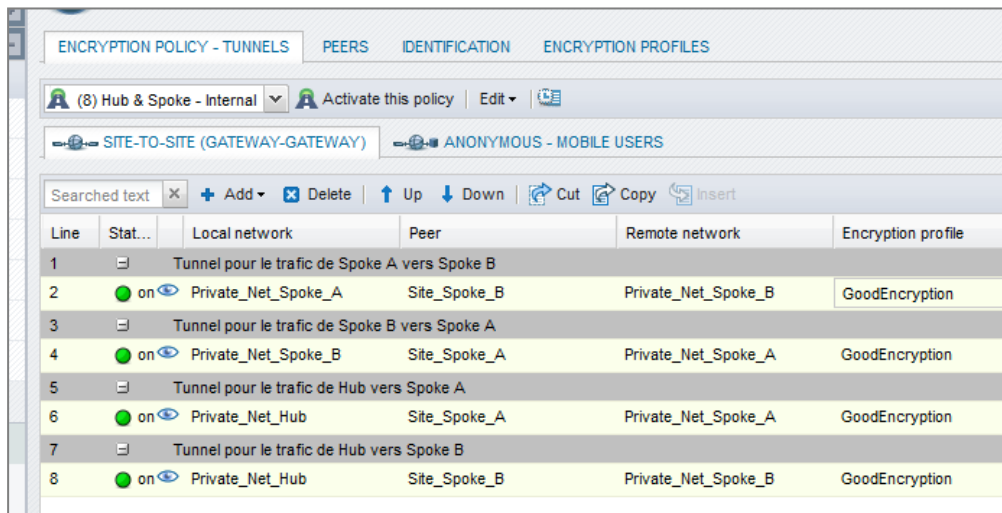 ENCRYPTION POLICY - TUNNELS PEERS IDENTIFICATION ENCRYPTION PROFILES
(8) Hub & Spoke - Internal Activate this policy Edit
SITE-TO-SITE (GATEWAY-GATEWAY) ANONYMOUS - MOBILE USERS
Searched text Add Delete Up Down Cut Copy Insert
Line Stat... Local network Peer Remote network Encryption profile
1 Tunnel pour le trafic de Spoke A vers Spoke B
2 on Private_Net_Spoke_A Site_Spoke_B Private_Net_Spoke_B GoodEncryption
3 Tunnel pour le trafic de Spoke B vers Spoke A
4 on Private_Net_Spoke_B Site_Spoke_A Private_Net_Spoke_A GoodEncryption
5 Tunnel pour le trafic de Hub vers Spoke A
6 on Private_Net_Hub Site_Spoke_A Private_Net_Spoke_A GoodEncryption
7 Tunnel pour le trafic de Hub vers Spoke B
8 on Private_Net_Hub Site_Spoke_B Private_Net_Spoke_B GoodEncryption